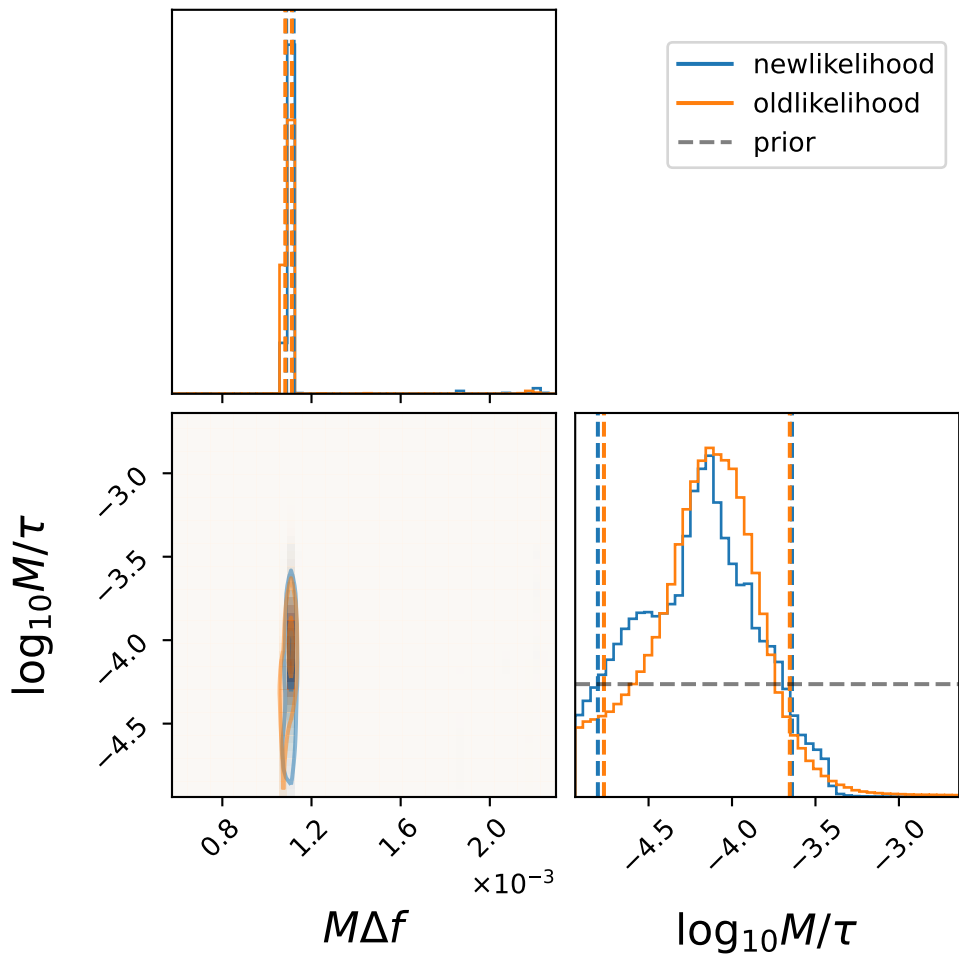 newlikelihood
oldlikelihood
prior
log₁₀M/τ
−3.0
−3.5
−4.0
−4.5
0.8
1.2
1.6
2.0
×10⁻³
MΔf
−4.5
−4.0
−3.5
−3.0
log₁₀M/τ